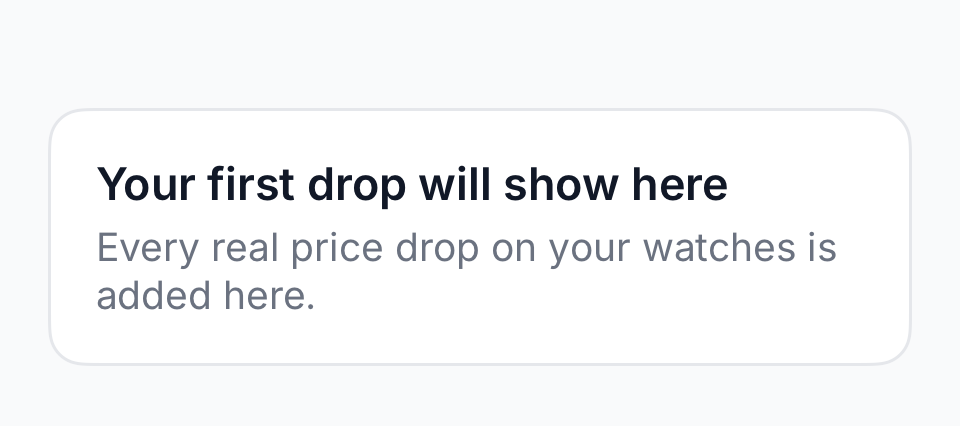 Your first drop will show here
Every real price drop on your watches is
added here.